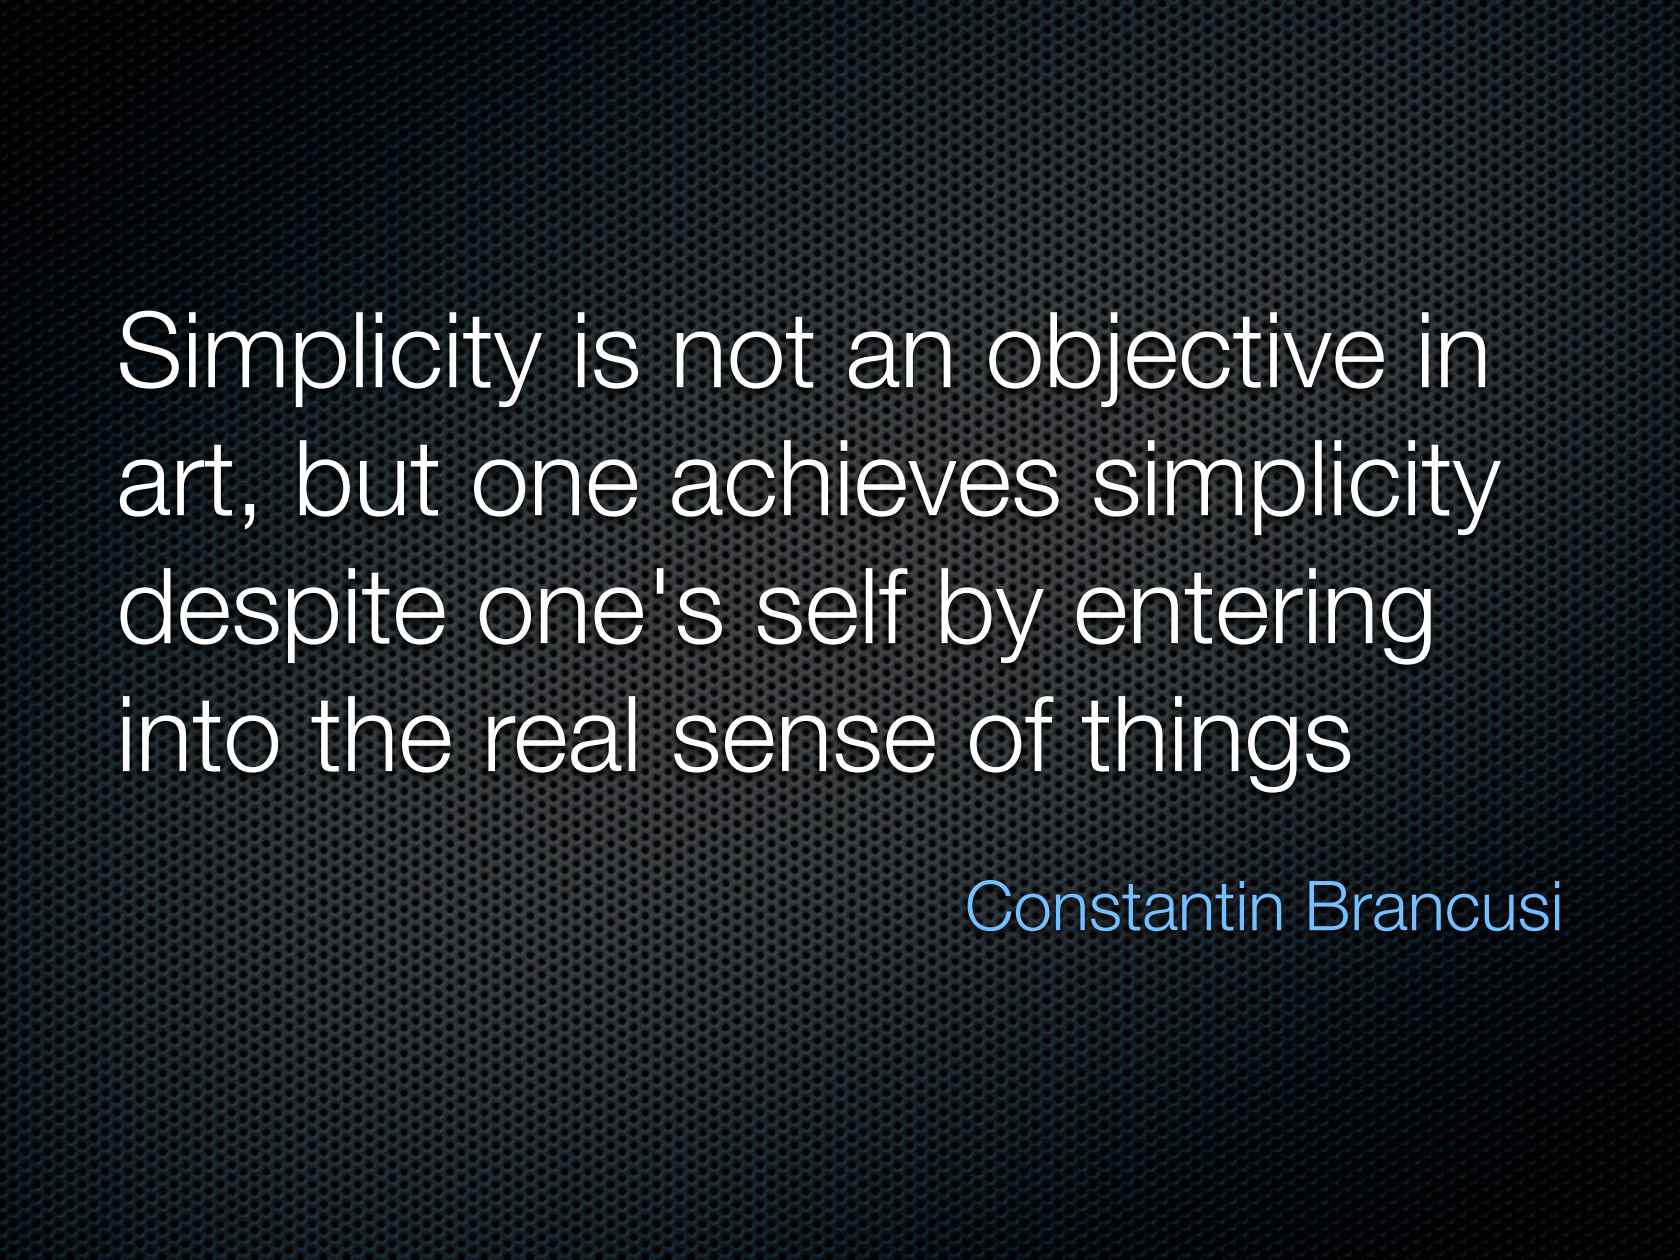 Simplicity is not an objective in
art, but one achieves simplicity
despite one's self by entering
into the real sense of things
Constantin Brancusi